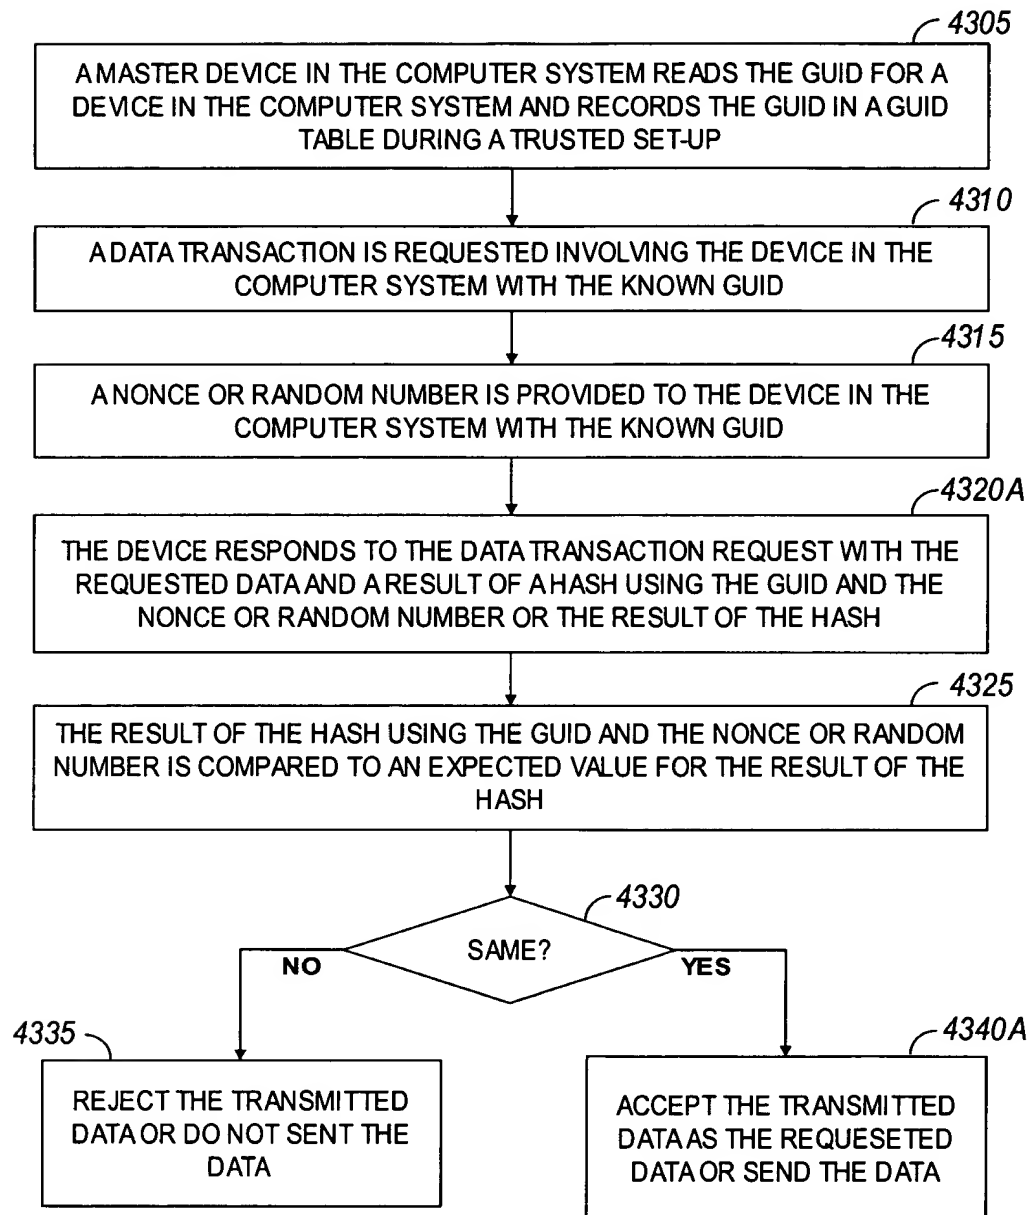 4305
A MASTER DEVICE IN THE COMPUTER SYSTEM READS THE GUID FOR A
DEVICE IN THE COMPUTER SYSTEM AND RECORDS THE GUID IN A GUID
TABLE DURING A TRUSTED SET-UP
4310
A DATA TRANSACTION IS REQUESTED INVOLVING THE DEVICE IN THE
COMPUTER SYSTEM WITH THE KNOWN GUID
4315
A NONCE OR RANDOM NUMBER IS PROVIDED TO THE DEVICE IN THE
COMPUTER SYSTEM WITH THE KNOWN GUID
4320A
THE DEVICE RESPONDS TO THE DATA TRANSACTION REQUEST WITH THE
REQUESTED DATA AND A RESULT OF A HASH USING THE GUID AND THE
NONCE OR RANDOM NUMBER OR THE RESULT OF THE HASH
4325
THE RESULT OF THE HASH USING THE GUID AND THE NONCE OR RANDOM
NUMBER IS COMPARED TO AN EXPECTED VALUE FOR THE RESULT OF THE
HASH
4330
SAME?
NO
YES
4335
REJECT THE TRANSMITTED
DATA OR DO NOT SENT THE
DATA
4340A
ACCEPT THE TRANSMITTED
DATA AS THE REQUESETED
DATA OR SEND THE DATA